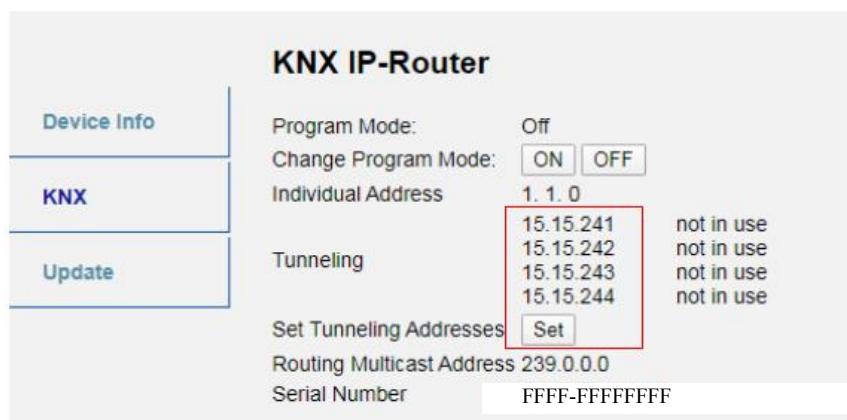 KNX IP-Router
Device Info
KNX
Update
Program Mode: Off
Change Program Mode: ON OFF
Individual Address 1. 1. 0
15.15.241 not in use
15.15.242 not in use
Tunneling
15.15.243 not in use
15.15.244 not in use
Set Tunneling Addresses Set
Routing Multicast Address 239.0.0.0
Serial Number FFFF-FFFFFFFF